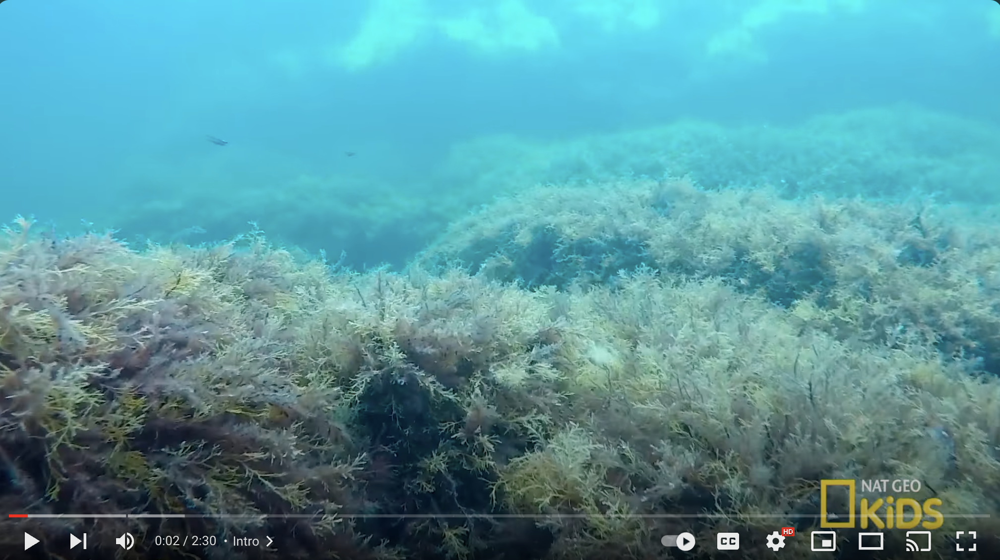 NAT GEO
KiDS
0:02 / 2:30 • Intro
CC
HD